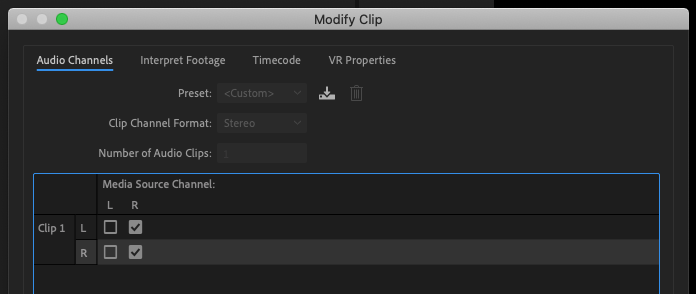 Modify Clip
Audio Channels Interpret Footage Timecode VR Properties
Preset: <Custom>
Clip Channel Format: Stereo
Number of Audio Clips: 1
Media Source Channel:
L R
Clip 1 L
R